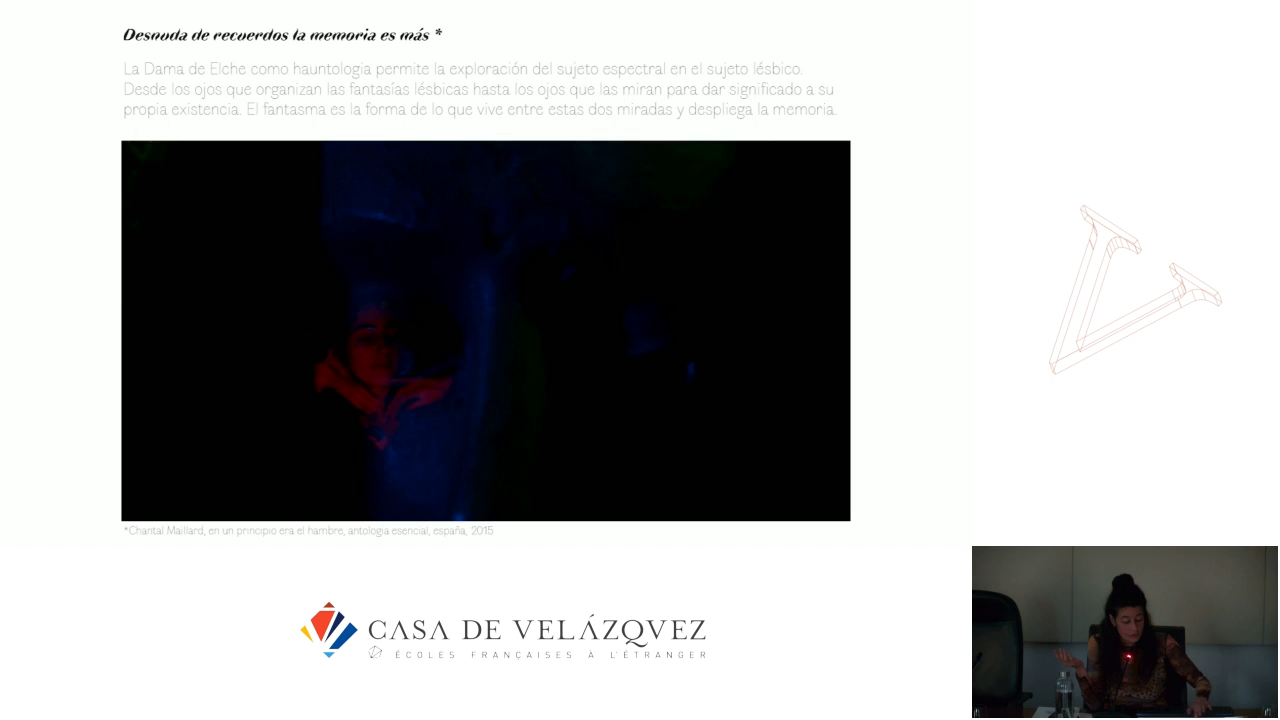 Desnuda de recuerdos la memoria es más *
La Dama de Elche como hauntologia permite la exploración del sujeto espectral en el sujeto lésbico.
Desde los ojos que organizan las fantasías lésbicas hasta los ojos que las miran para dar significado a su
propia existencia. El fantasma es la forma de lo que vive entre estas dos miradas y despliega la memoria.
*Chantal Maillard, en un principio era el hambre, antologia esencial, españa, 2015
CASA DE VELÁZQVEZ
ÉCOLES FRANÇAISES À L'ÉTRANGER